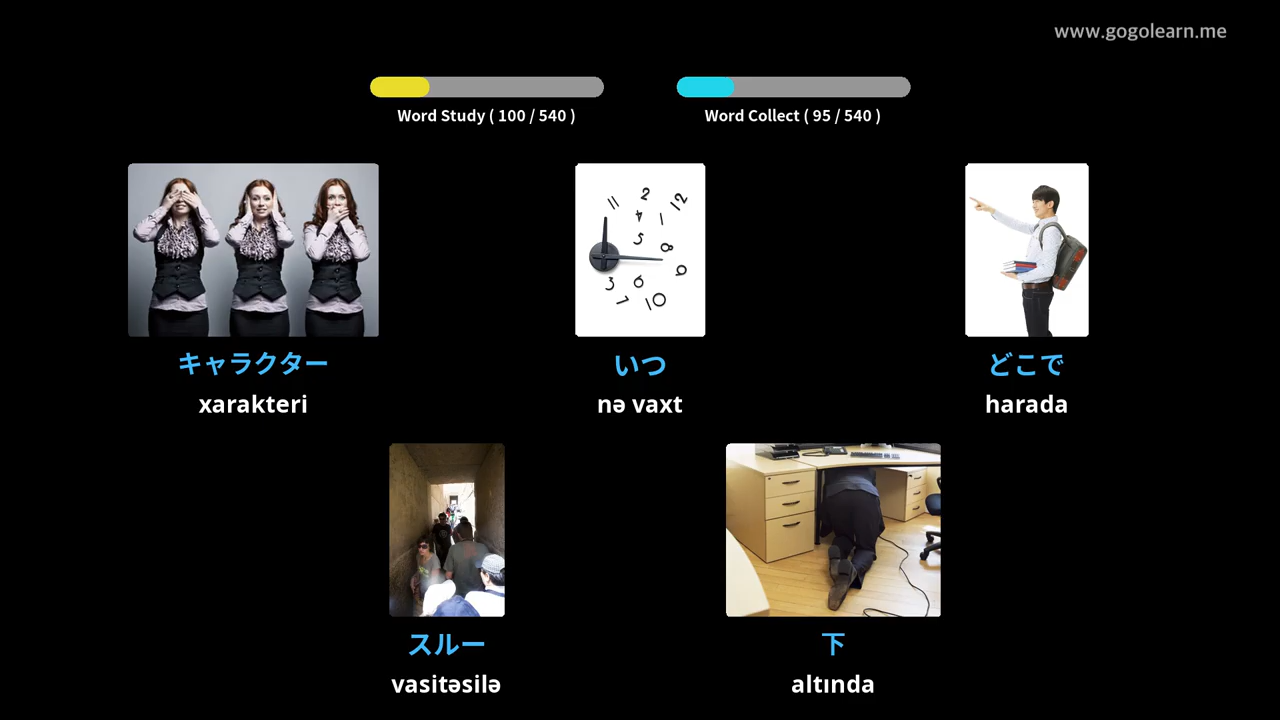 www.gogolearn.me
Word Study ( 100 / 540 )
Word Collect ( 95 / 540 )
キャラクター
xarakteri
いつ
nə vaxt
どこで
harada
スルー
vasitəsilə
下
altında